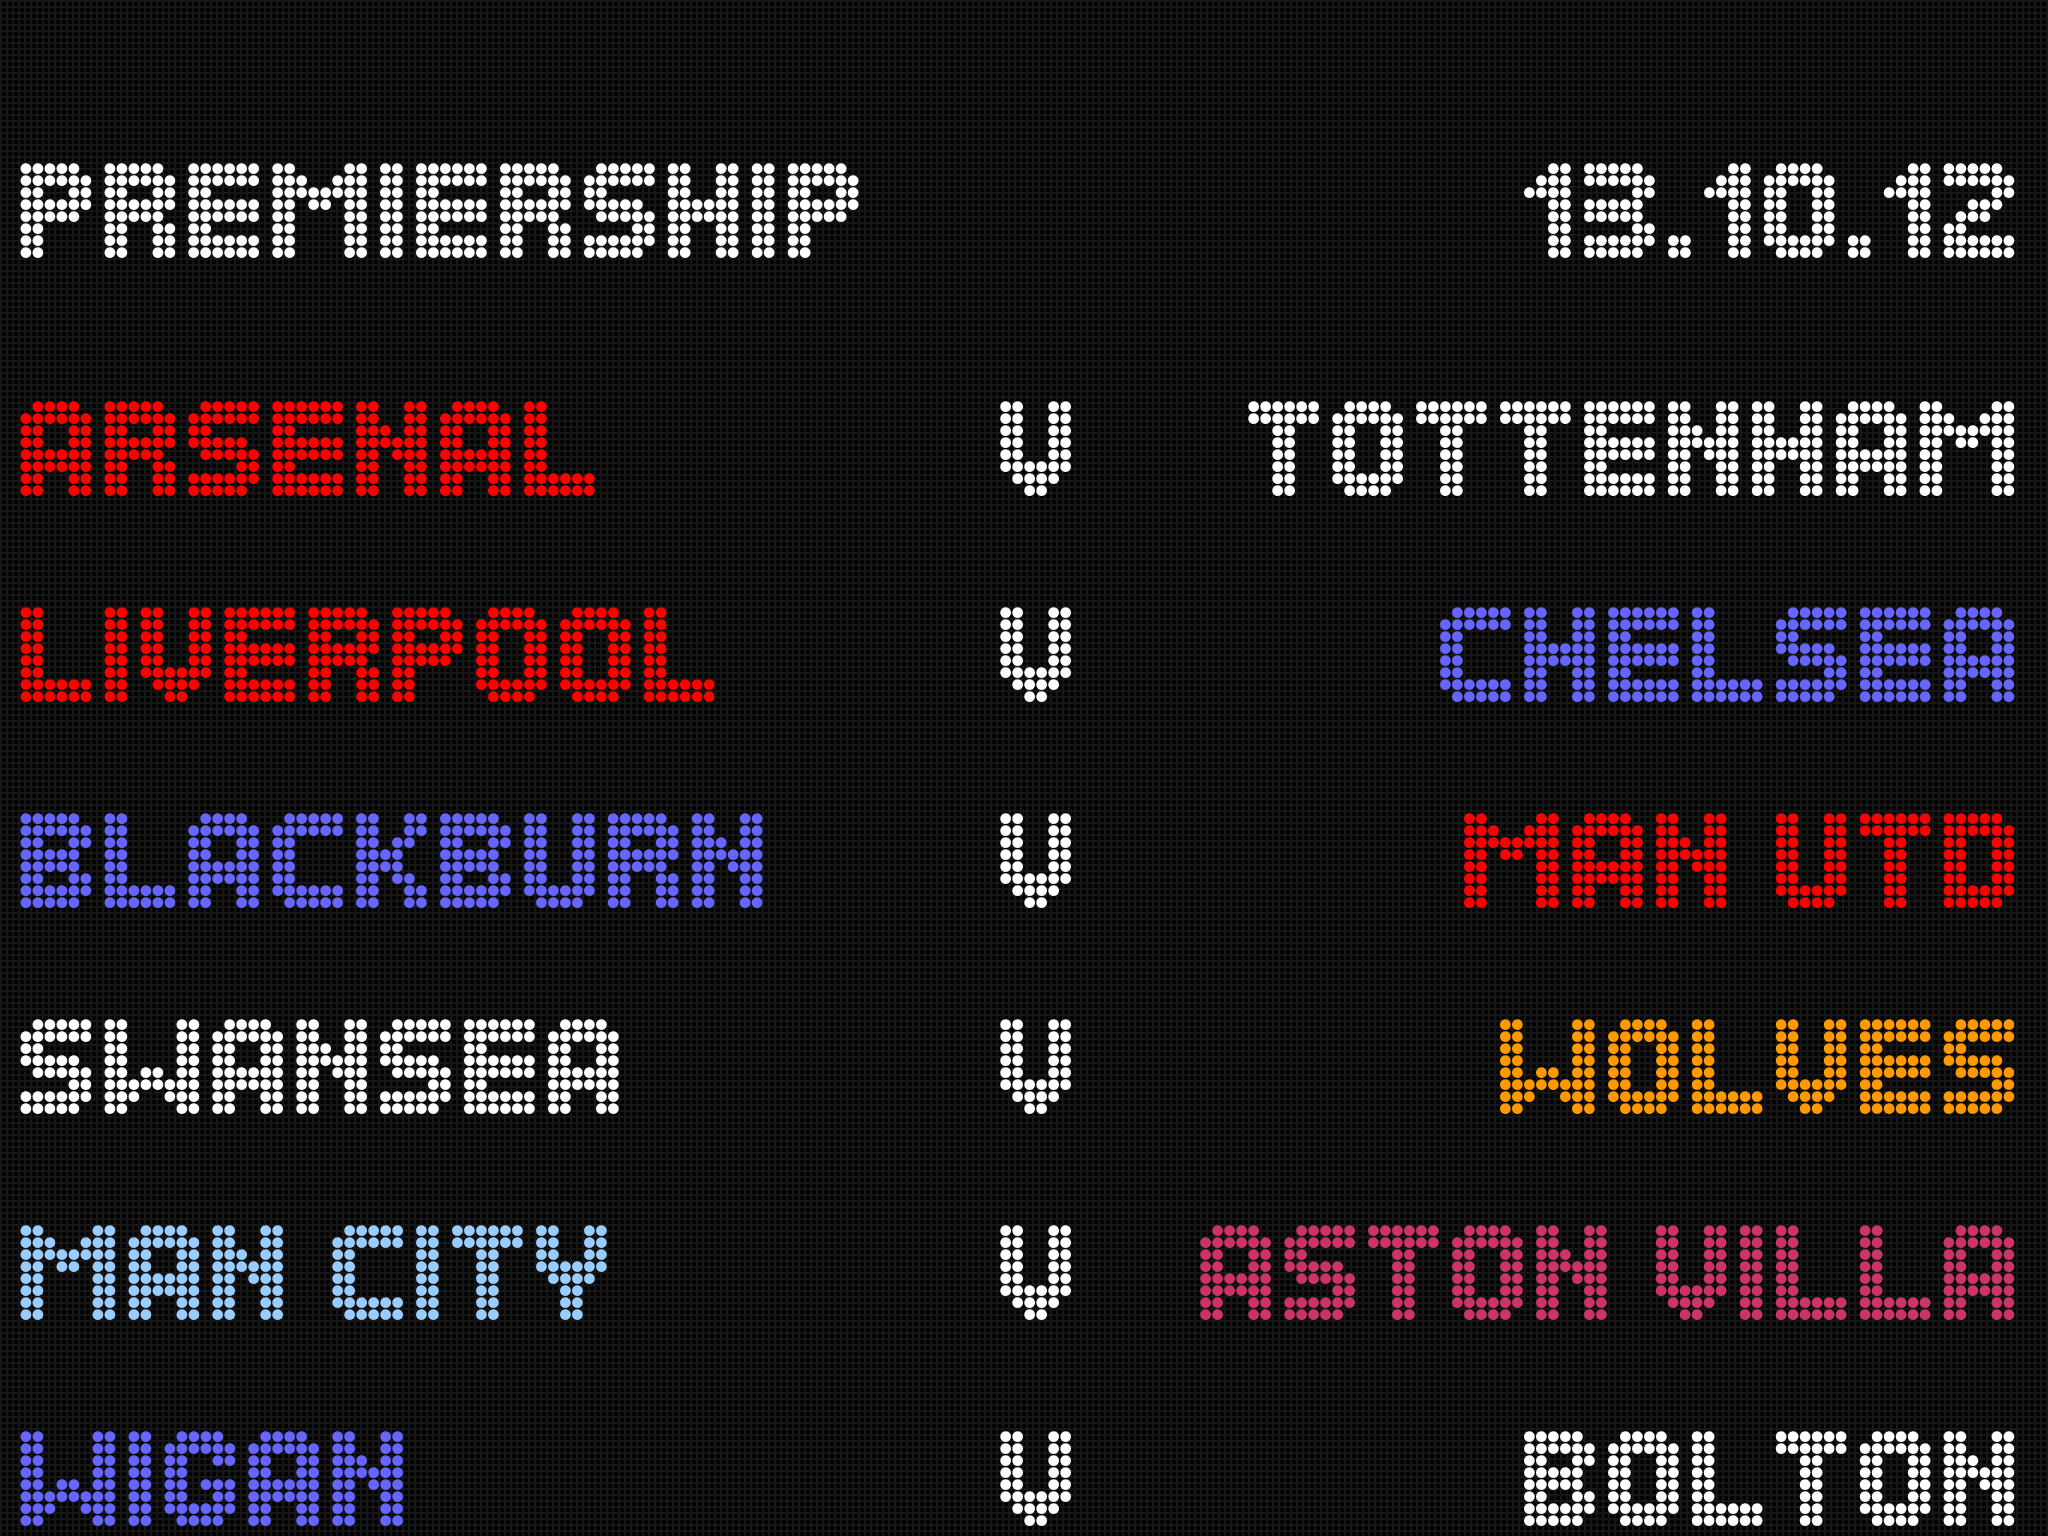 PREMIERSHIP 13.10.12
ARSENAL V TOTTENHAM
LIVERPOOL V CHELSEA
BLACKBURN V MAN UTD
SWANSEA V WOLVES
MAN CITY V ASTON VILLA
WIGAN V BOLTON